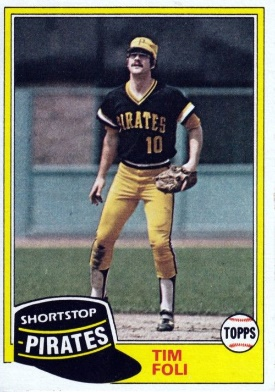 P
PIRATES
10
SHORTSTOP
PIRATES
TOPPS
TIM
FOLI